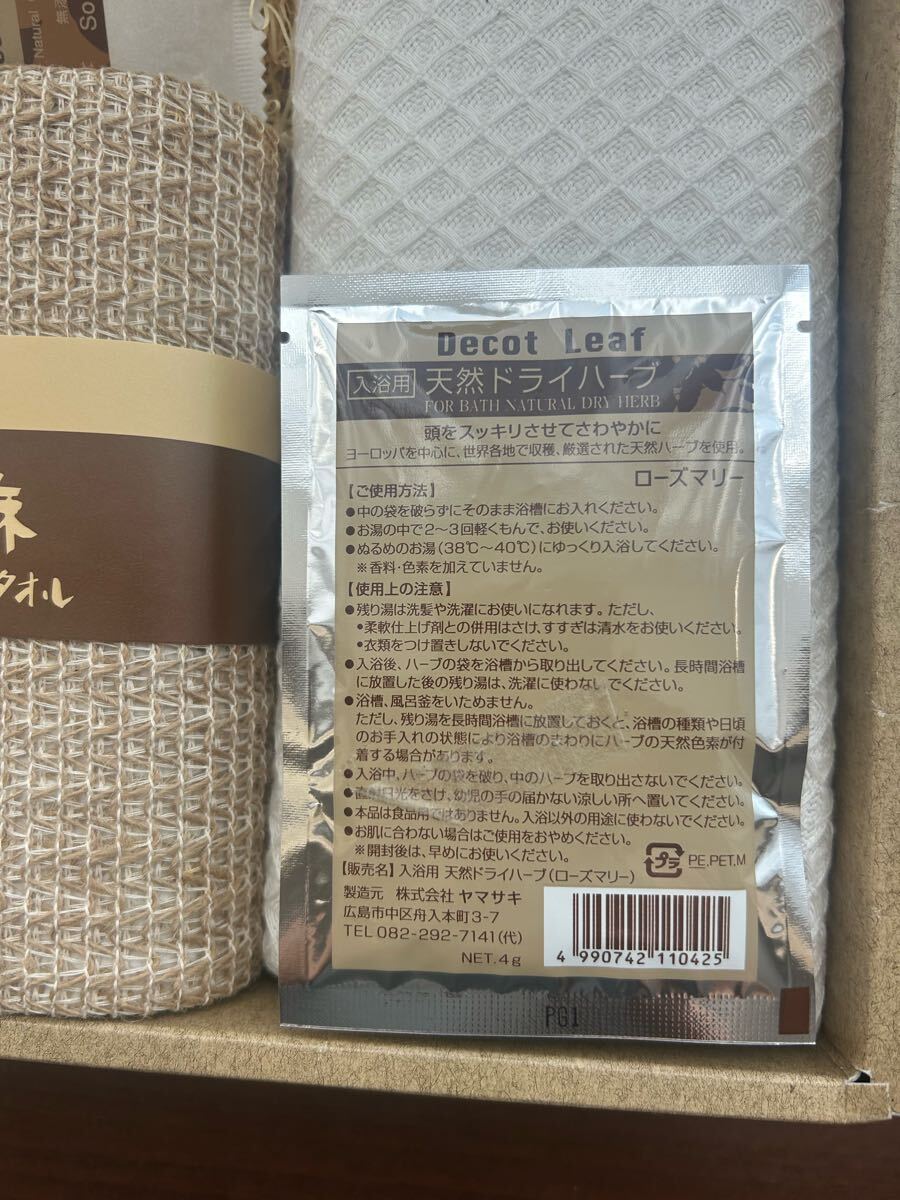 Natural
無添
So
麻
タオル
Decot Leaf
入浴用 天然ドライハーブ
FOR BATH NATURAL DRY HERB
頭をスッキリさせてさわやかに
ヨーロッパを中心に、世界各地で収穫、厳選された天然ハーブを使用。
ローズマリー
【ご使用方法】
●中の袋を破らずにそのまま浴槽にお入れください。
●お湯の中で2〜3回軽くもんで、お使いください。
●ぬるめのお湯(38℃〜40℃)にゆっくり入浴してください。
※香料・色素を加えていません。
【使用上の注意】
●残り湯は洗髪や洗濯にお使いになれます。ただし、
•柔軟仕上げ剤との併用はさけ、すすぎは清水をお使いください。
•衣類をつけ置きしないでください。
●入浴後、ハーブの袋を浴槽から取り出してください。長時間浴槽
に放置した後の残り湯は、洗濯に使わないでください。
●浴槽、風呂釜をいためません。
ただし、残り湯を長時間浴槽に放置しておくと、浴槽の種類や日頃
のお手入れの状態により浴槽のまわりにハーブの天然色素が付
着する場合があります。
●入浴中、ハーブの袋を破り、中のハーブを取り出さないでください。
●直射日光をさけ、幼児の手の届かない涼しい所へ置いてください。
●本品は食品用ではありません。入浴以外の用途に使わないでください。
●お肌に合わない場合はご使用をおやめください。
※開封後は、早めにお使いください。
プラ PE.PET.M
【販売名】入浴用 天然ドライハーブ(ローズマリー)
製造元 株式会社 ヤマサキ
広島市中区舟入本町3-7
TEL 082-292-7141(代)
NET.4g
4 990742 110425
PG1